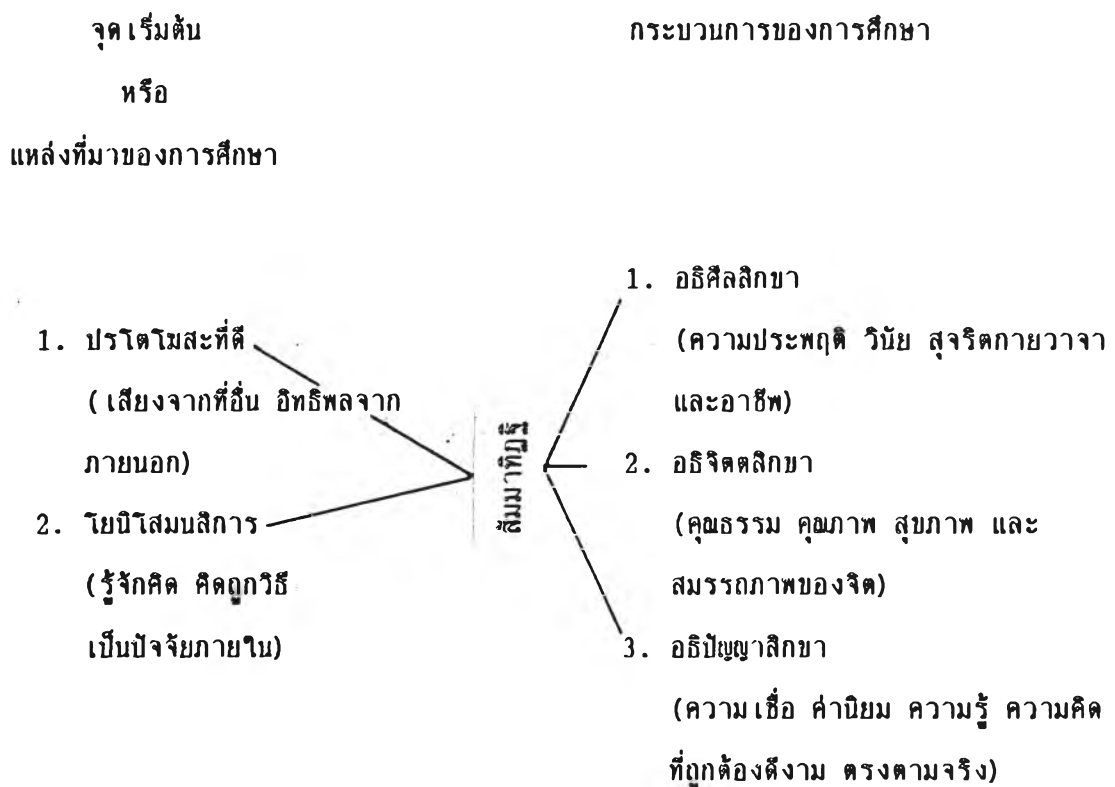 จุดเริ่มต้น
หรือ
แหล่งที่มาของการศึกษา
กระบวนการของการศึกษา
1. ปรโตโฆสะที่ดี
(เสียงจากที่อื่น อิทธิพลจาก
ภายนอก)
2. โยนิโสมนสิการ
(รู้จักคิด คิดถูกวิธี
เป็นปัจจัยภายใน)
สัมมาทิฏฐิ
1. อธิศีลสิกขา
(ความประพฤติ วินัย สุจริตกายวาจา
และอาชีพ)
2. อธิจิตตสิกขา
(คุณธรรม คุณภาพ สุขภาพ และ
สมรรถภาพของจิต)
3. อธิปัญญาสิกขา
(ความเชื่อ ค่านิยม ความรู้ ความคิด
ที่ถูกต้องดีงาม ตรงตามจริง)